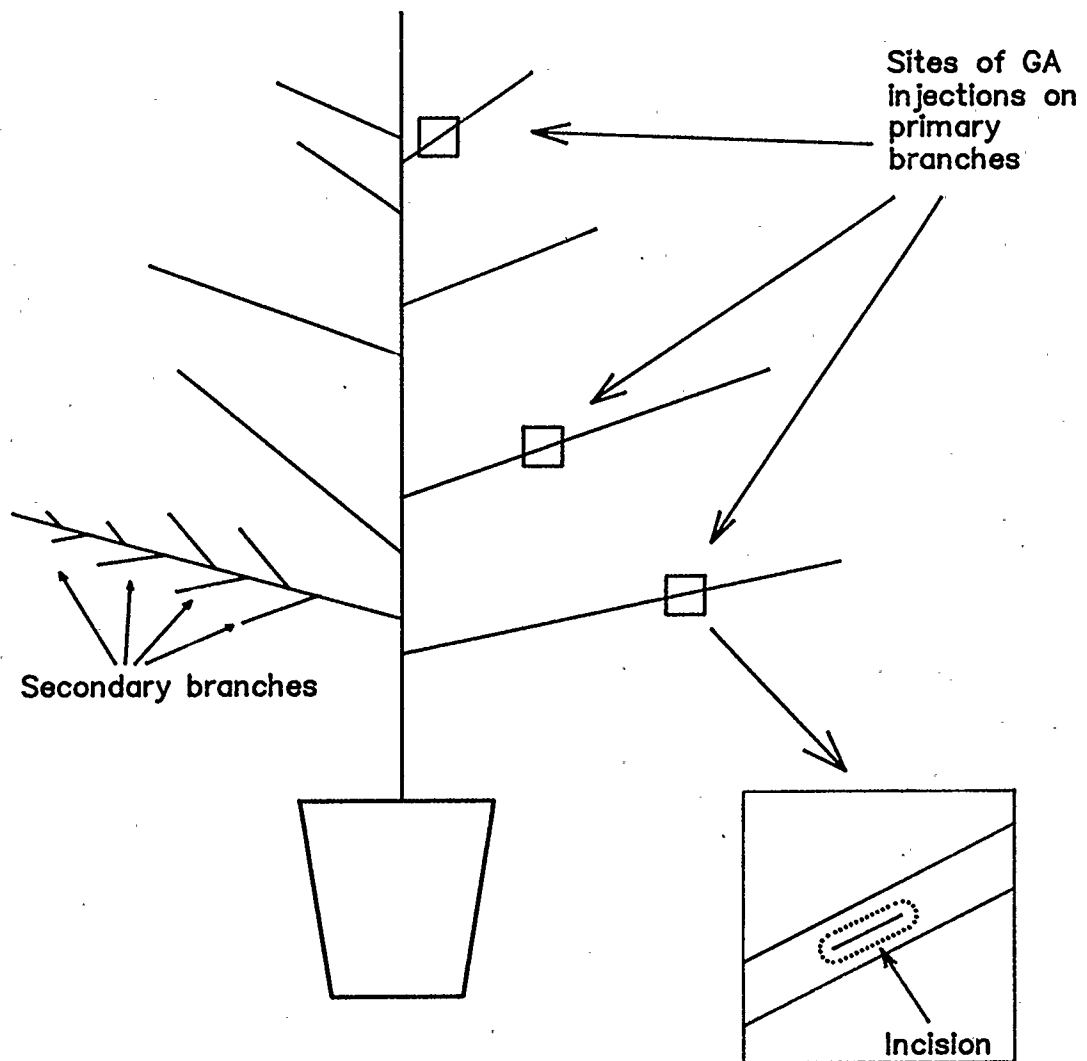 Sites of GA
injections on
primary
branches
Secondary branches
Incision